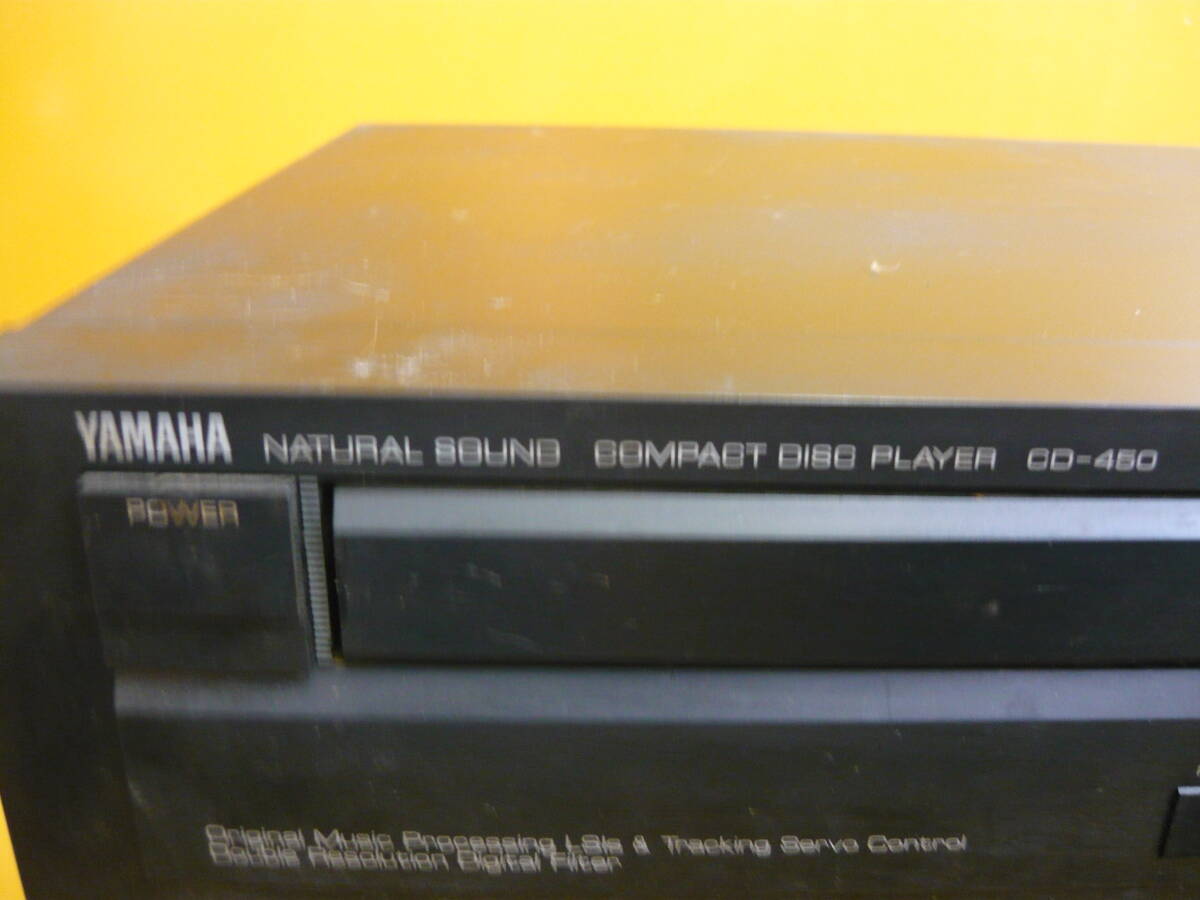 YAMAHA NATURAL SOUND COMPACT DISC PLAYER CD-450
POWER
Original Music Processing LSIs & Tracking Servo Control
Double Resolution Digital Filter